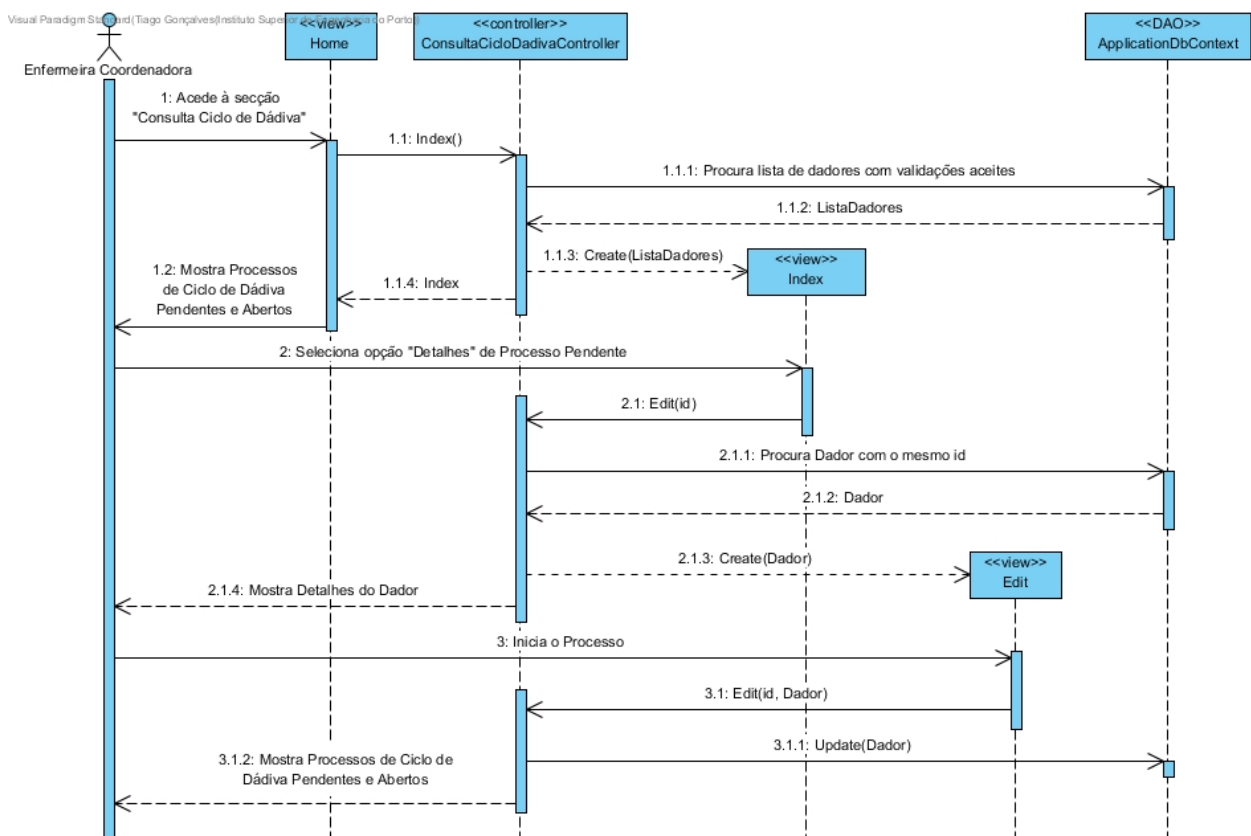 Visual Paradigm Standard(Tiago Gonçalves(Instituto Superior de Engenharia do Porto))
<<view>>
Home
<<controller>>
ConsultaCicloDadivaController
<<DAO>>
ApplicationDbContext
Enfermeira Coordenadora
1: Acede à secção
"Consulta Ciclo de Dádiva"
1.1: Index()
1.1.1: Procura lista de dadores com validações aceites
1.1.2: ListaDadores
1.1.3: Create(ListaDadores)
<<view>>
Index
1.1.4: Index
1.2: Mostra Processos
de Ciclo de Dádiva
Pendentes e Abertos
2: Seleciona opção "Detalhes" de Processo Pendente
2.1: Edit(id)
2.1.1: Procura Dador com o mesmo id
2.1.2: Dador
2.1.3: Create(Dador)
<<view>>
Edit
2.1.4: Mostra Detalhes do Dador
3: Inicia o Processo
3.1: Edit(id, Dador)
3.1.1: Update(Dador)
3.1.2: Mostra Processos de Ciclo de
Dádiva Pendentes e Abertos